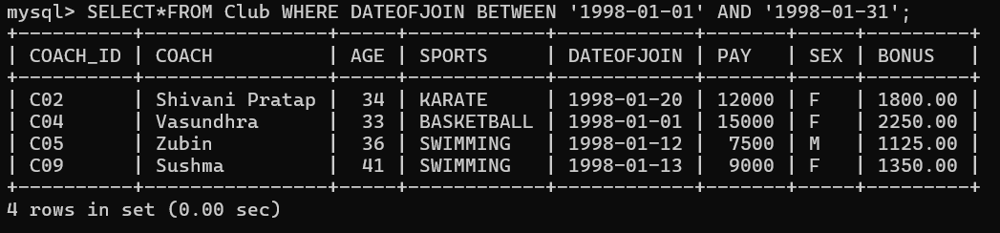 mysql> SELECT*FROM Club WHERE DATEOFJOIN BETWEEN '1998-01-01' AND '1998-01-31';
+----------+----------------+-----+------------+------------+-------+-----+---------+
| COACH_ID | COACH          | AGE | SPORTS     | DATEOFJOIN | PAY   | SEX | BONUS   |
+----------+----------------+-----+------------+------------+-------+-----+---------+
| C02      | Shivani Pratap |  34 | KARATE     | 1998-01-20 | 12000 | F   | 1800.00 |
| C04      | Vasundhra      |  33 | BASKETBALL | 1998-01-01 | 15000 | F   | 2250.00 |
| C05      | Zubin          |  36 | SWIMMING   | 1998-01-12 |  7500 | M   | 1125.00 |
| C09      | Sushma         |  41 | SWIMMING   | 1998-01-13 |  9000 | F   | 1350.00 |
+----------+----------------+-----+------------+------------+-------+-----+---------+
4 rows in set (0.00 sec)